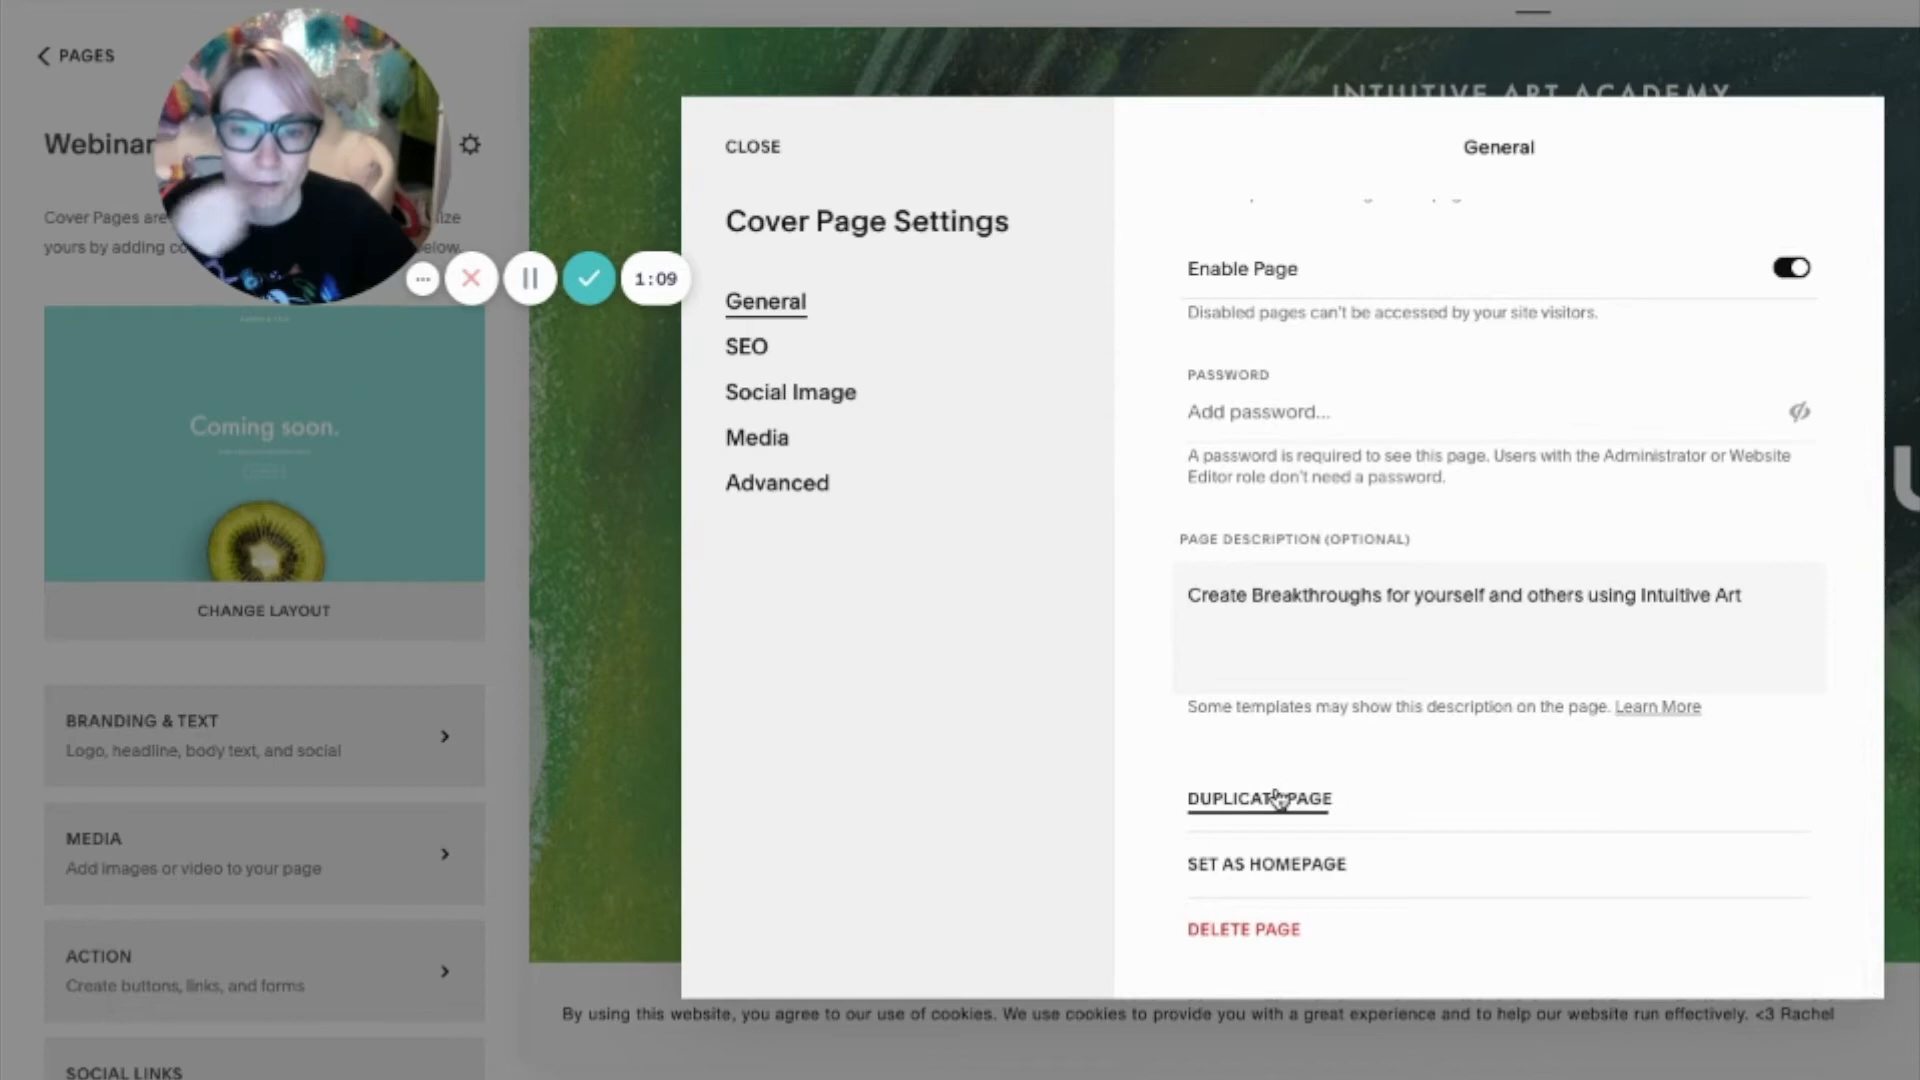 PAGES
Webinar
Cover Pages are
ize
yours by adding co
elow.
Coming soon.
CHANGE LAYOUT
BRANDING & TEXT
Logo, headline, body text, and social
MEDIA
Add images or video to your page
ACTION
Create buttons, links, and forms
SOCIAL LINKS
1:09
INTUITIVE ART ACADEMY
CLOSE
Cover Page Settings
General
SEO
Social Image
Media
Advanced
General
Enable Page
Disabled pages can't be accessed by your site visitors.
PASSWORD
Add password...
A password is required to see this page. Users with the Administrator or Website
Editor role don't need a password.
PAGE DESCRIPTION (OPTIONAL)
Create Breakthroughs for yourself and others using Intuitive Art
Some templates may show this description on the page. Learn More
DUPLICATE PAGE
SET AS HOMEPAGE
DELETE PAGE
By using this website, you agree to our use of cookies. We use cookies to provide you with a great experience and to help our website run effectively. <3 Rachel